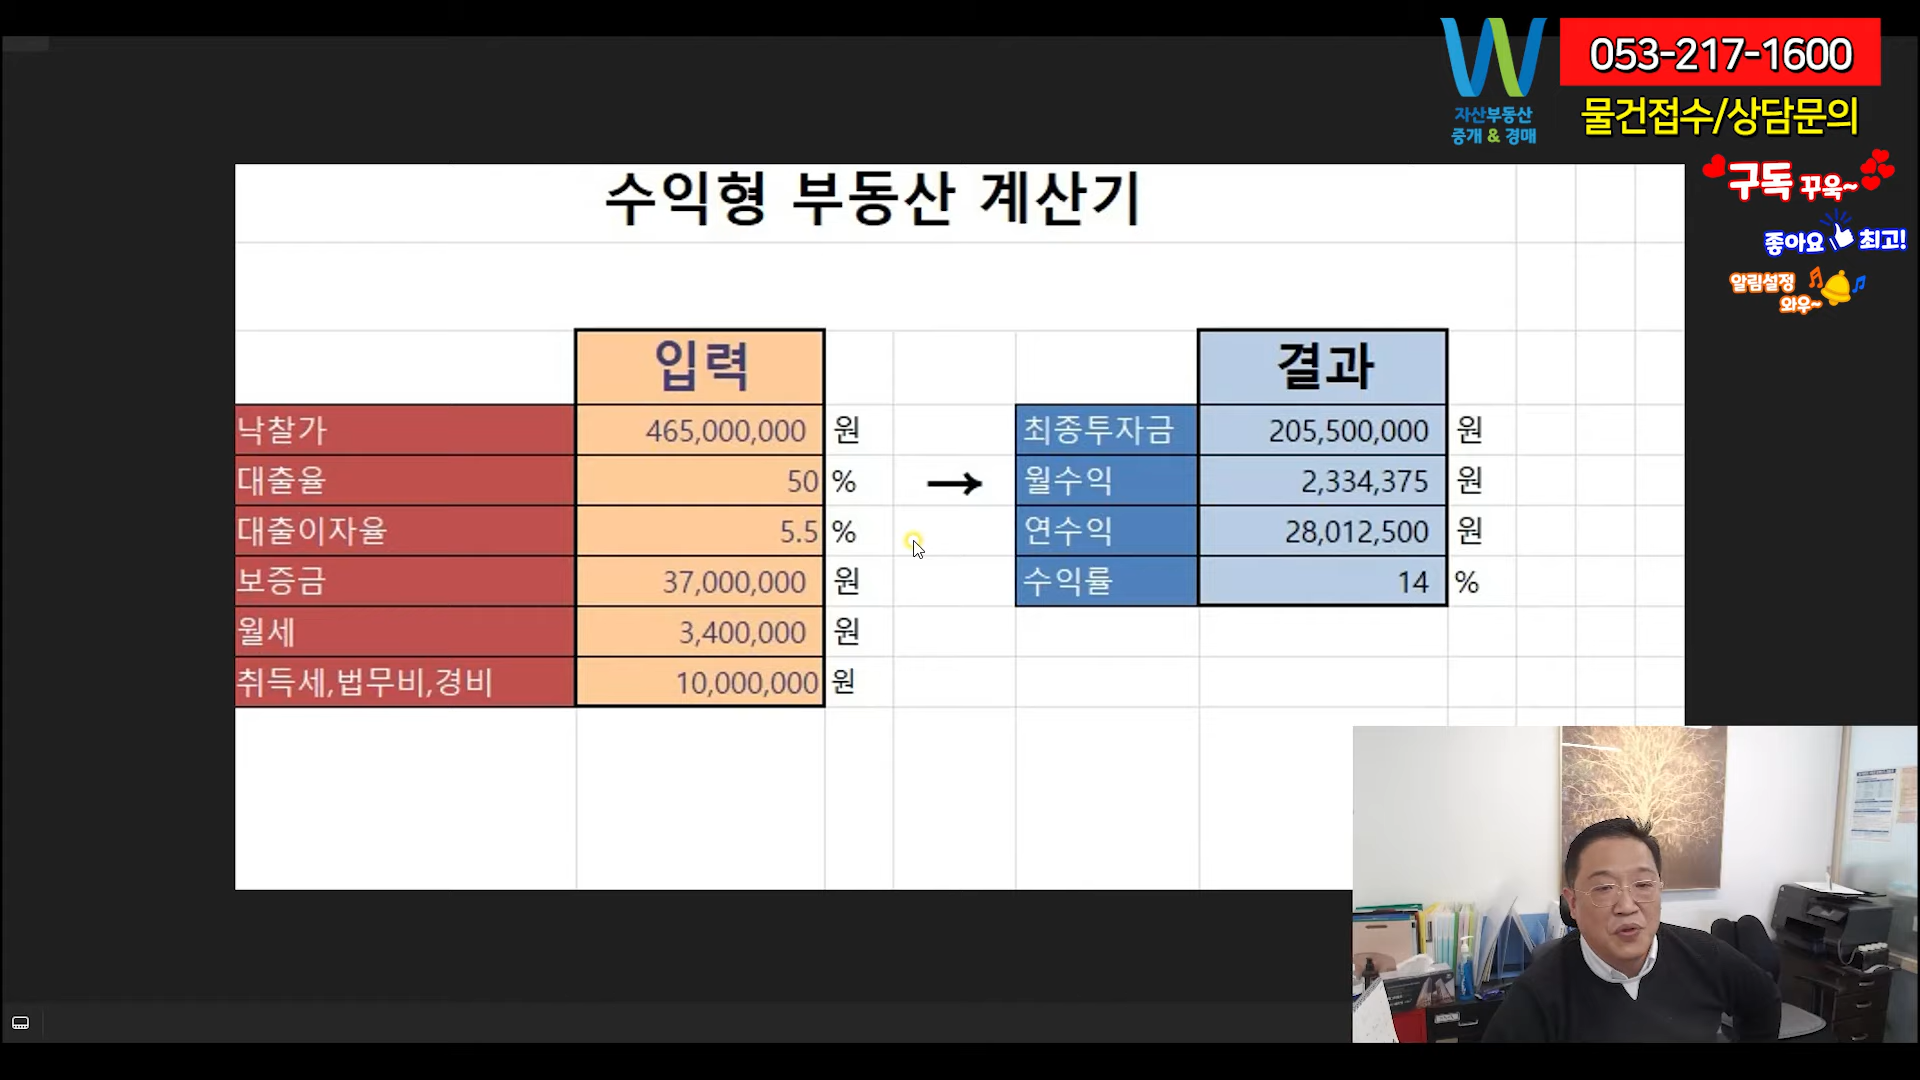 053-217-1600
자산부동산
중개 & 경매
물건접수/상담문의
구독 꾸욱~
좋아요 최고!
알림설정
와우~
수익형 부동산 계산기
입력
결과
낙찰가 465,000,000 원
최종투자금 205,500,000 원
대출율 50 %
→
월수익 2,334,375 원
대출이자율 5.5 %
연수익 28,012,500 원
보증금 37,000,000 원
수익률 14 %
월세 3,400,000 원
취득세,법무비,경비 10,000,000 원